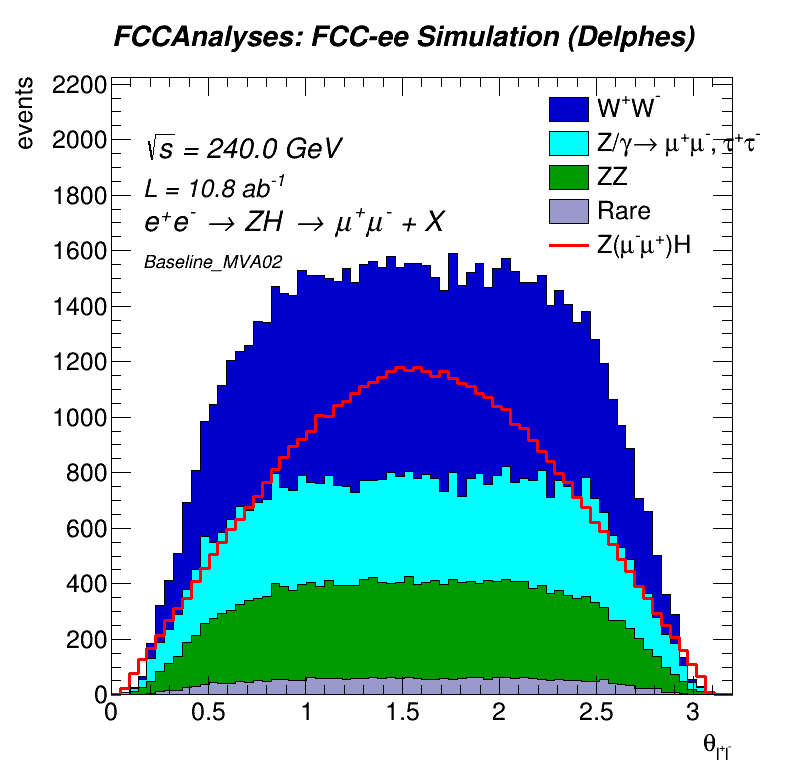 FCCAnalyses: FCC-ee Simulation (Delphes)
events
2200
2000
1800
1600
1400
1200
1000
800
600
400
200
0
√s = 240.0 GeV
L = 10.8 ab⁻¹
e⁺e⁻ → ZH → μ⁺μ⁻ + X
Baseline_MVA02
W⁺W⁻
Z/γ→ μ⁺μ⁻, τ⁺τ⁻
ZZ
Rare
Z(μ⁻μ⁺)H
0 0.5 1 1.5 2 2.5 3
θ_l⁺l⁻